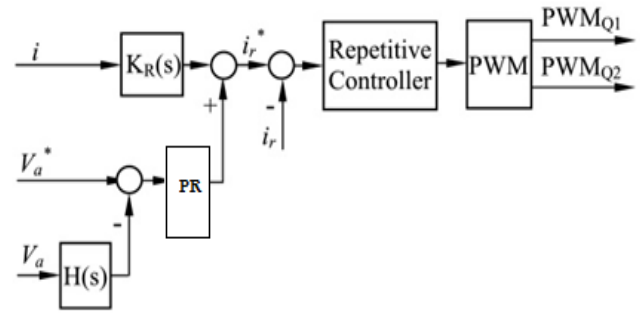 i
K_R(s)
i_r*
Repetitive
Controller
PWM
PWM_Q1
PWM_Q2
+
-
i_r
V_a*
PR
-
V_a
H(s)